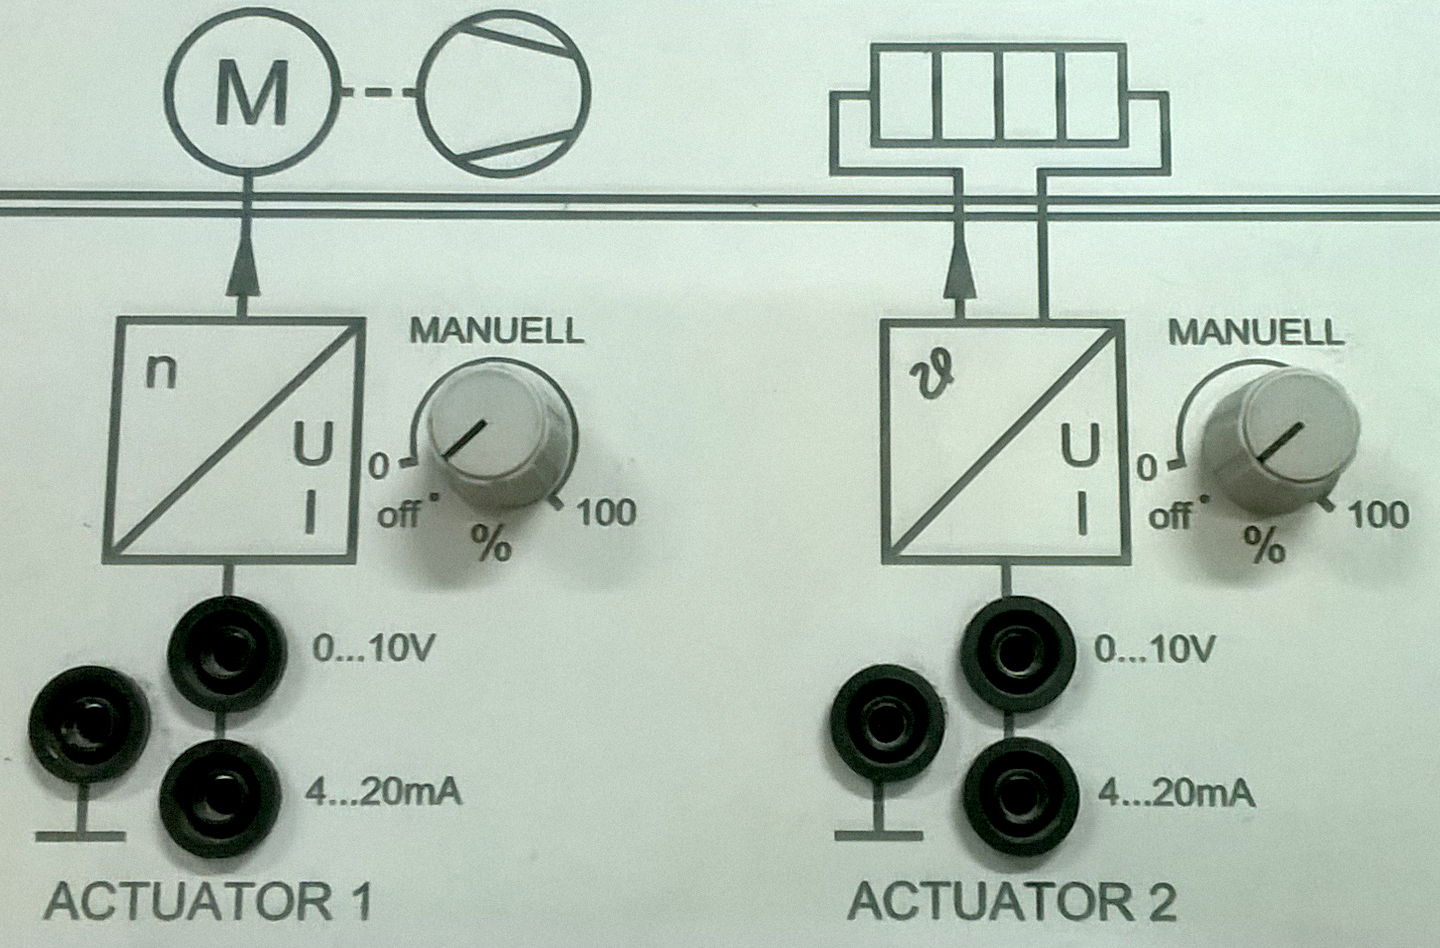 M
n
U
I
MANUELL
0
off
%
100
0...10V
4...20mA
ACTUATOR 1
ϑ
U
I
MANUELL
0
off
%
100
0...10V
4...20mA
ACTUATOR 2